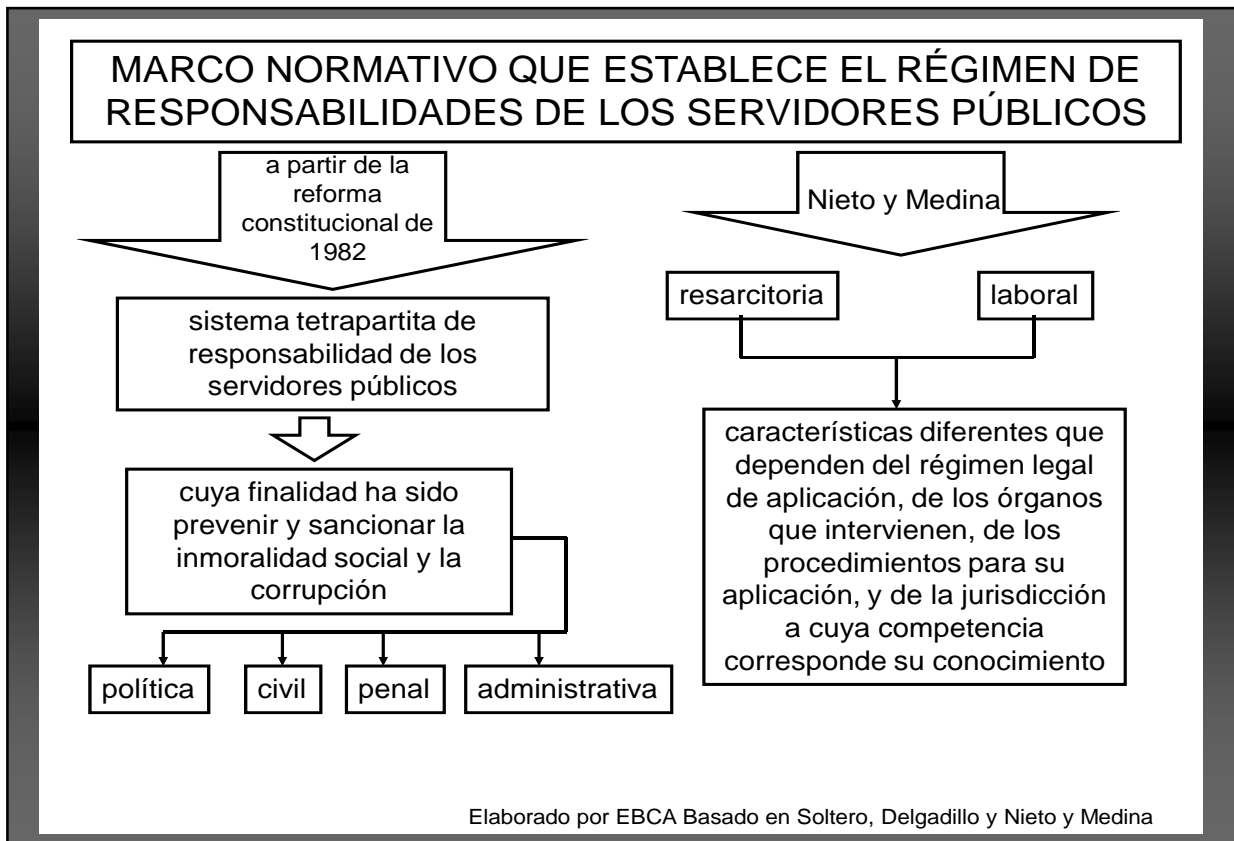 MARCO NORMATIVO QUE ESTABLECE EL RÉGIMEN DE
RESPONSABILIDADES DE LOS SERVIDORES PÚBLICOS
a partir de la
reforma
constitucional de
1982
sistema tetrapartita de
responsabilidad de los
servidores públicos
cuya finalidad ha sido
prevenir y sancionar la
inmoralidad social y la
corrupción
política
civil
penal
administrativa
Nieto y Medina
resarcitoria
laboral
características diferentes que
dependen del régimen legal
de aplicación, de los órganos
que intervienen, de los
procedimientos para su
aplicación, y de la jurisdicción
a cuya competencia
corresponde su conocimiento
Elaborado por EBCA Basado en Soltero, Delgadillo y Nieto y Medina